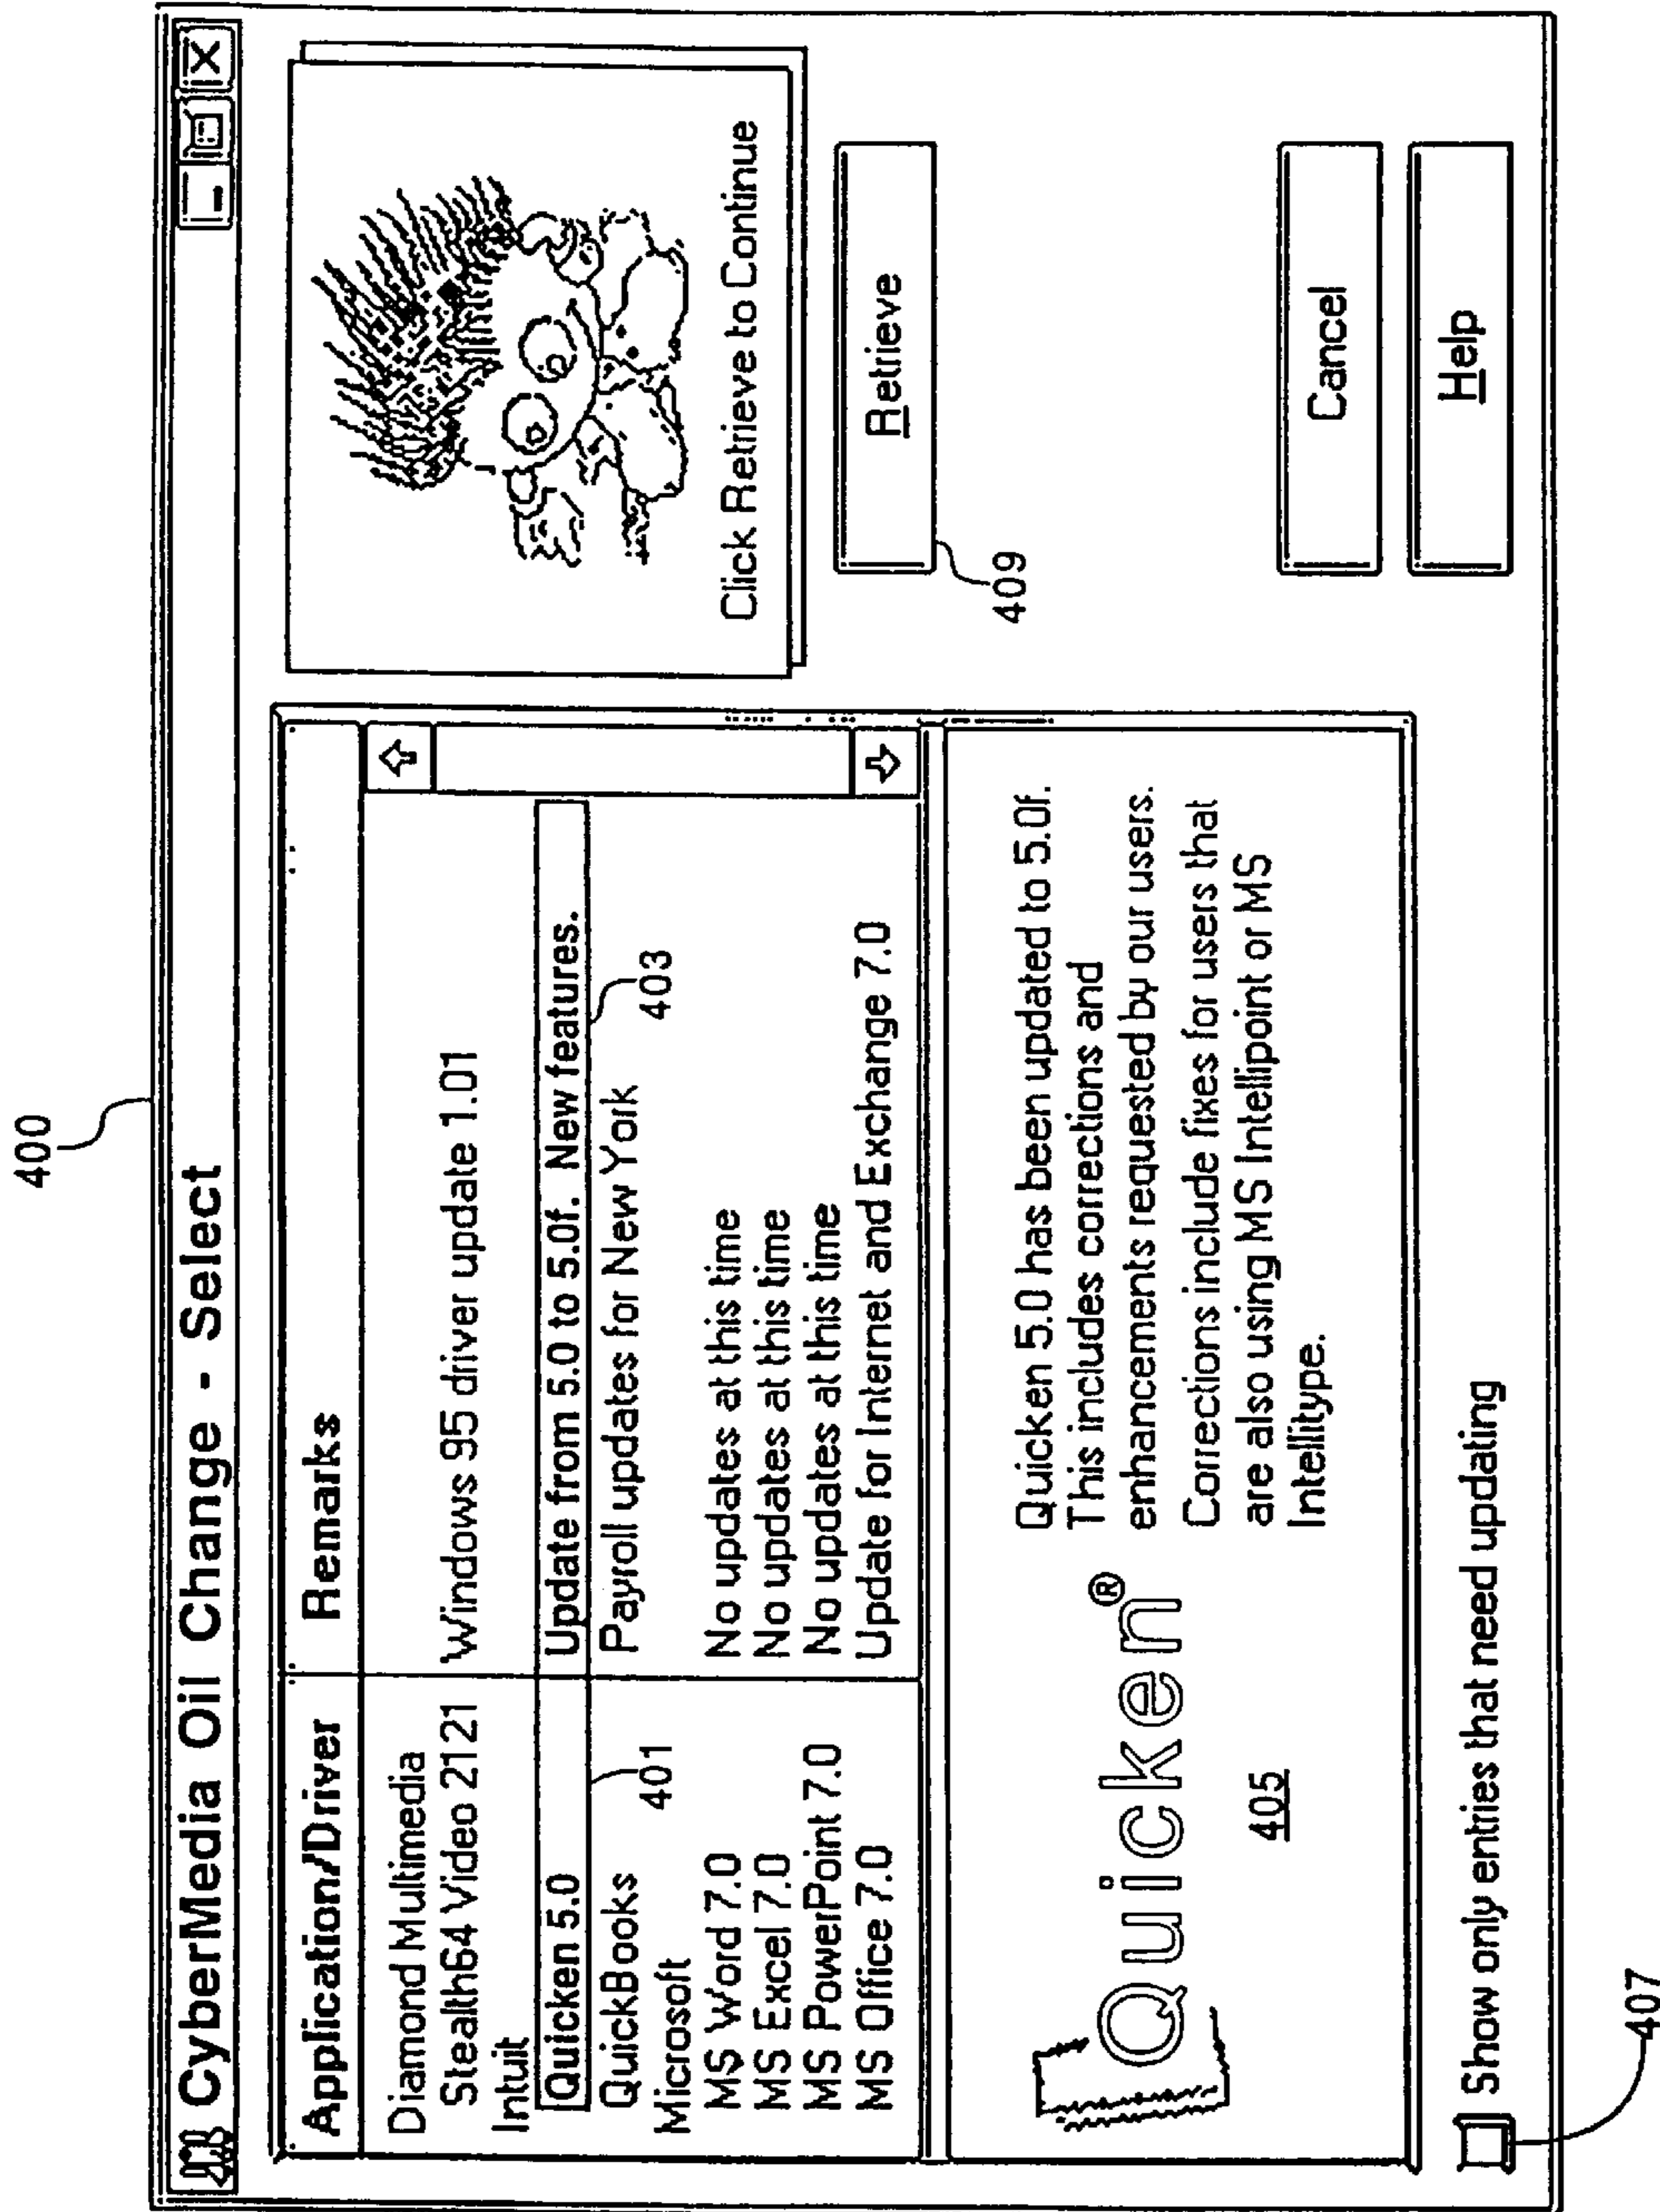 400
CyberMedia Oil Change - Select
Application/Driver Remarks
Diamond Multimedia
Stealth64 Video 2121 Windows 95 driver update 1.01
Intuit
Quicken 5.0 Update from 5.0 to 5.0f. New features.
QuickBooks Payroll updates for New York
401 403
Microsoft
MS Word 7.0 No updates at this time
MS Excel 7.0 No updates at this time
MS PowerPoint 7.0 No updates at this time
MS Office 7.0 Update for Internet and Exchange 7.0
Quicken®
405
Quicken 5.0 has been updated to 5.0f.
This includes corrections and
enhancements requested by our users.
Corrections include fixes for users that
are also using MS Intellipoint or MS
Intellitype.
Show only entries that need updating
407
Click Retrieve to Continue
Retrieve
409
Cancel
Help